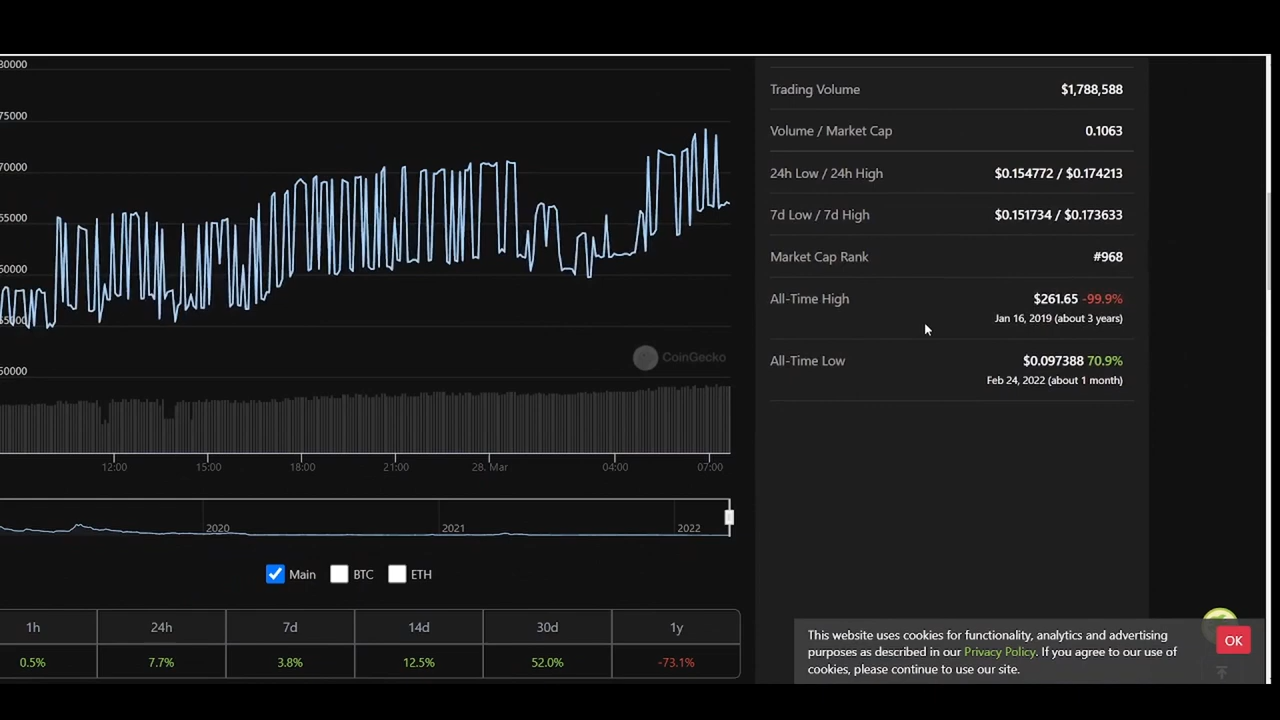 80000
75000
70000
65000
60000
55000
50000
CoinGecko
12:00
15:00
18:00
21:00
28. Mar
04:00
07:00
2020
2021
2022
Main
BTC
ETH
1h 24h 7d 14d 30d 1y
0.5% 7.7% 3.8% 12.5% 52.0% -73.1%
Trading Volume $1,788,588
Volume / Market Cap 0.1063
24h Low / 24h High $0.154772 / $0.174213
7d Low / 7d High $0.151734 / $0.173633
Market Cap Rank #968
All-Time High $261.65 -99.9%
Jan 16, 2019 (about 3 years)
All-Time Low $0.097388 70.9%
Feb 24, 2022 (about 1 month)
This website uses cookies for functionality, analytics and advertising
purposes as described in our Privacy Policy. If you agree to our use of
cookies, please continue to use our site.
OK